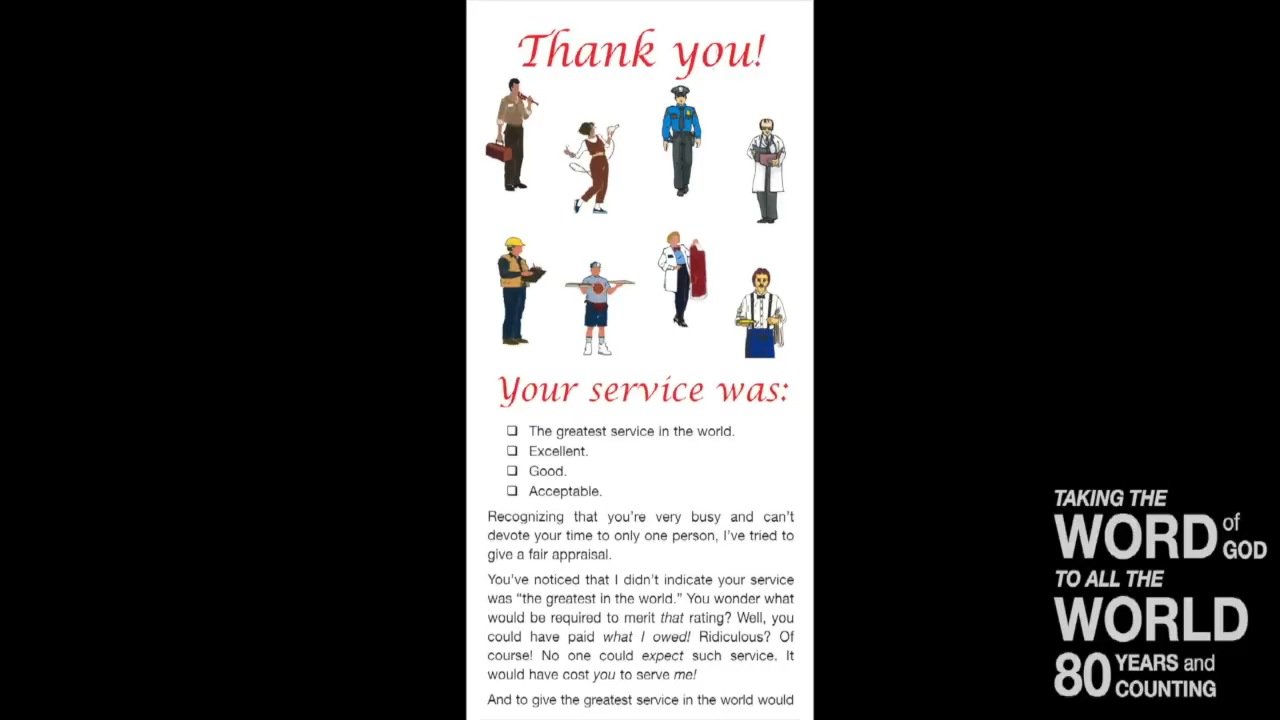 Thank you!
Your service was:
❑ The greatest service in the world.
❑ Excellent.
❑ Good.
❑ Acceptable.
Recognizing that you’re very busy and can’t
devote your time to only one person, I’ve tried to
give a fair appraisal.
You’ve noticed that I didn’t indicate your service
was “the greatest in the world.” You wonder what
would be required to merit that rating? Well, you
could have paid what I owed! Ridiculous? Of
course! No one could expect such service. It
would have cost you to serve me!
And to give the greatest service in the world would
TAKING THE
WORD of GOD
TO ALL THE
WORLD
80 YEARS and COUNTING